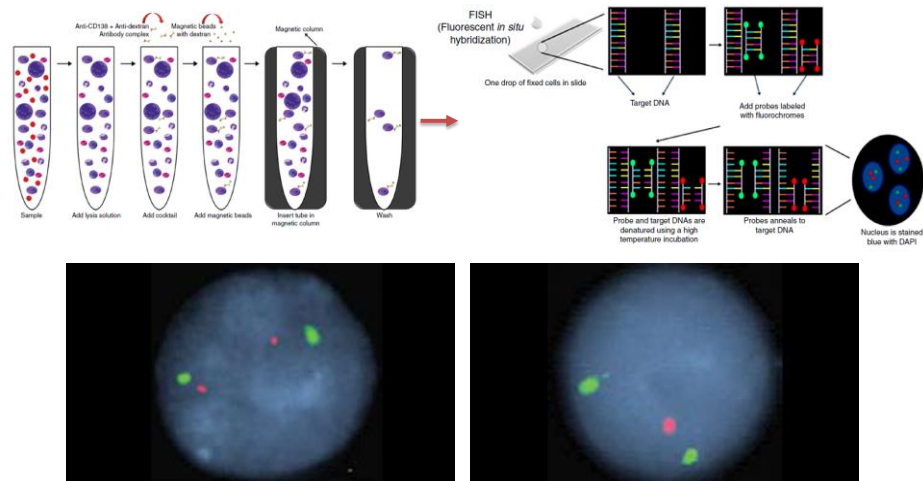 Anti-CD138 + Anti-dextran
Antibody complex
Magnetic beads
with dextran
Magnetic column
Sample
Add lysis solution
Add cocktail
Add magnetic beads
Insert tube in
magnetic column
Wash
FISH
(Fluorescent in situ
hybridization)
One drop of fixed cells in slide
Target DNA
Add probes labeled
with fluorochromes
Probe and target DNAs are
denatured using a high
temperature incubation
Probes anneals to
target DNA
Nucleus is stained
blue with DAPI